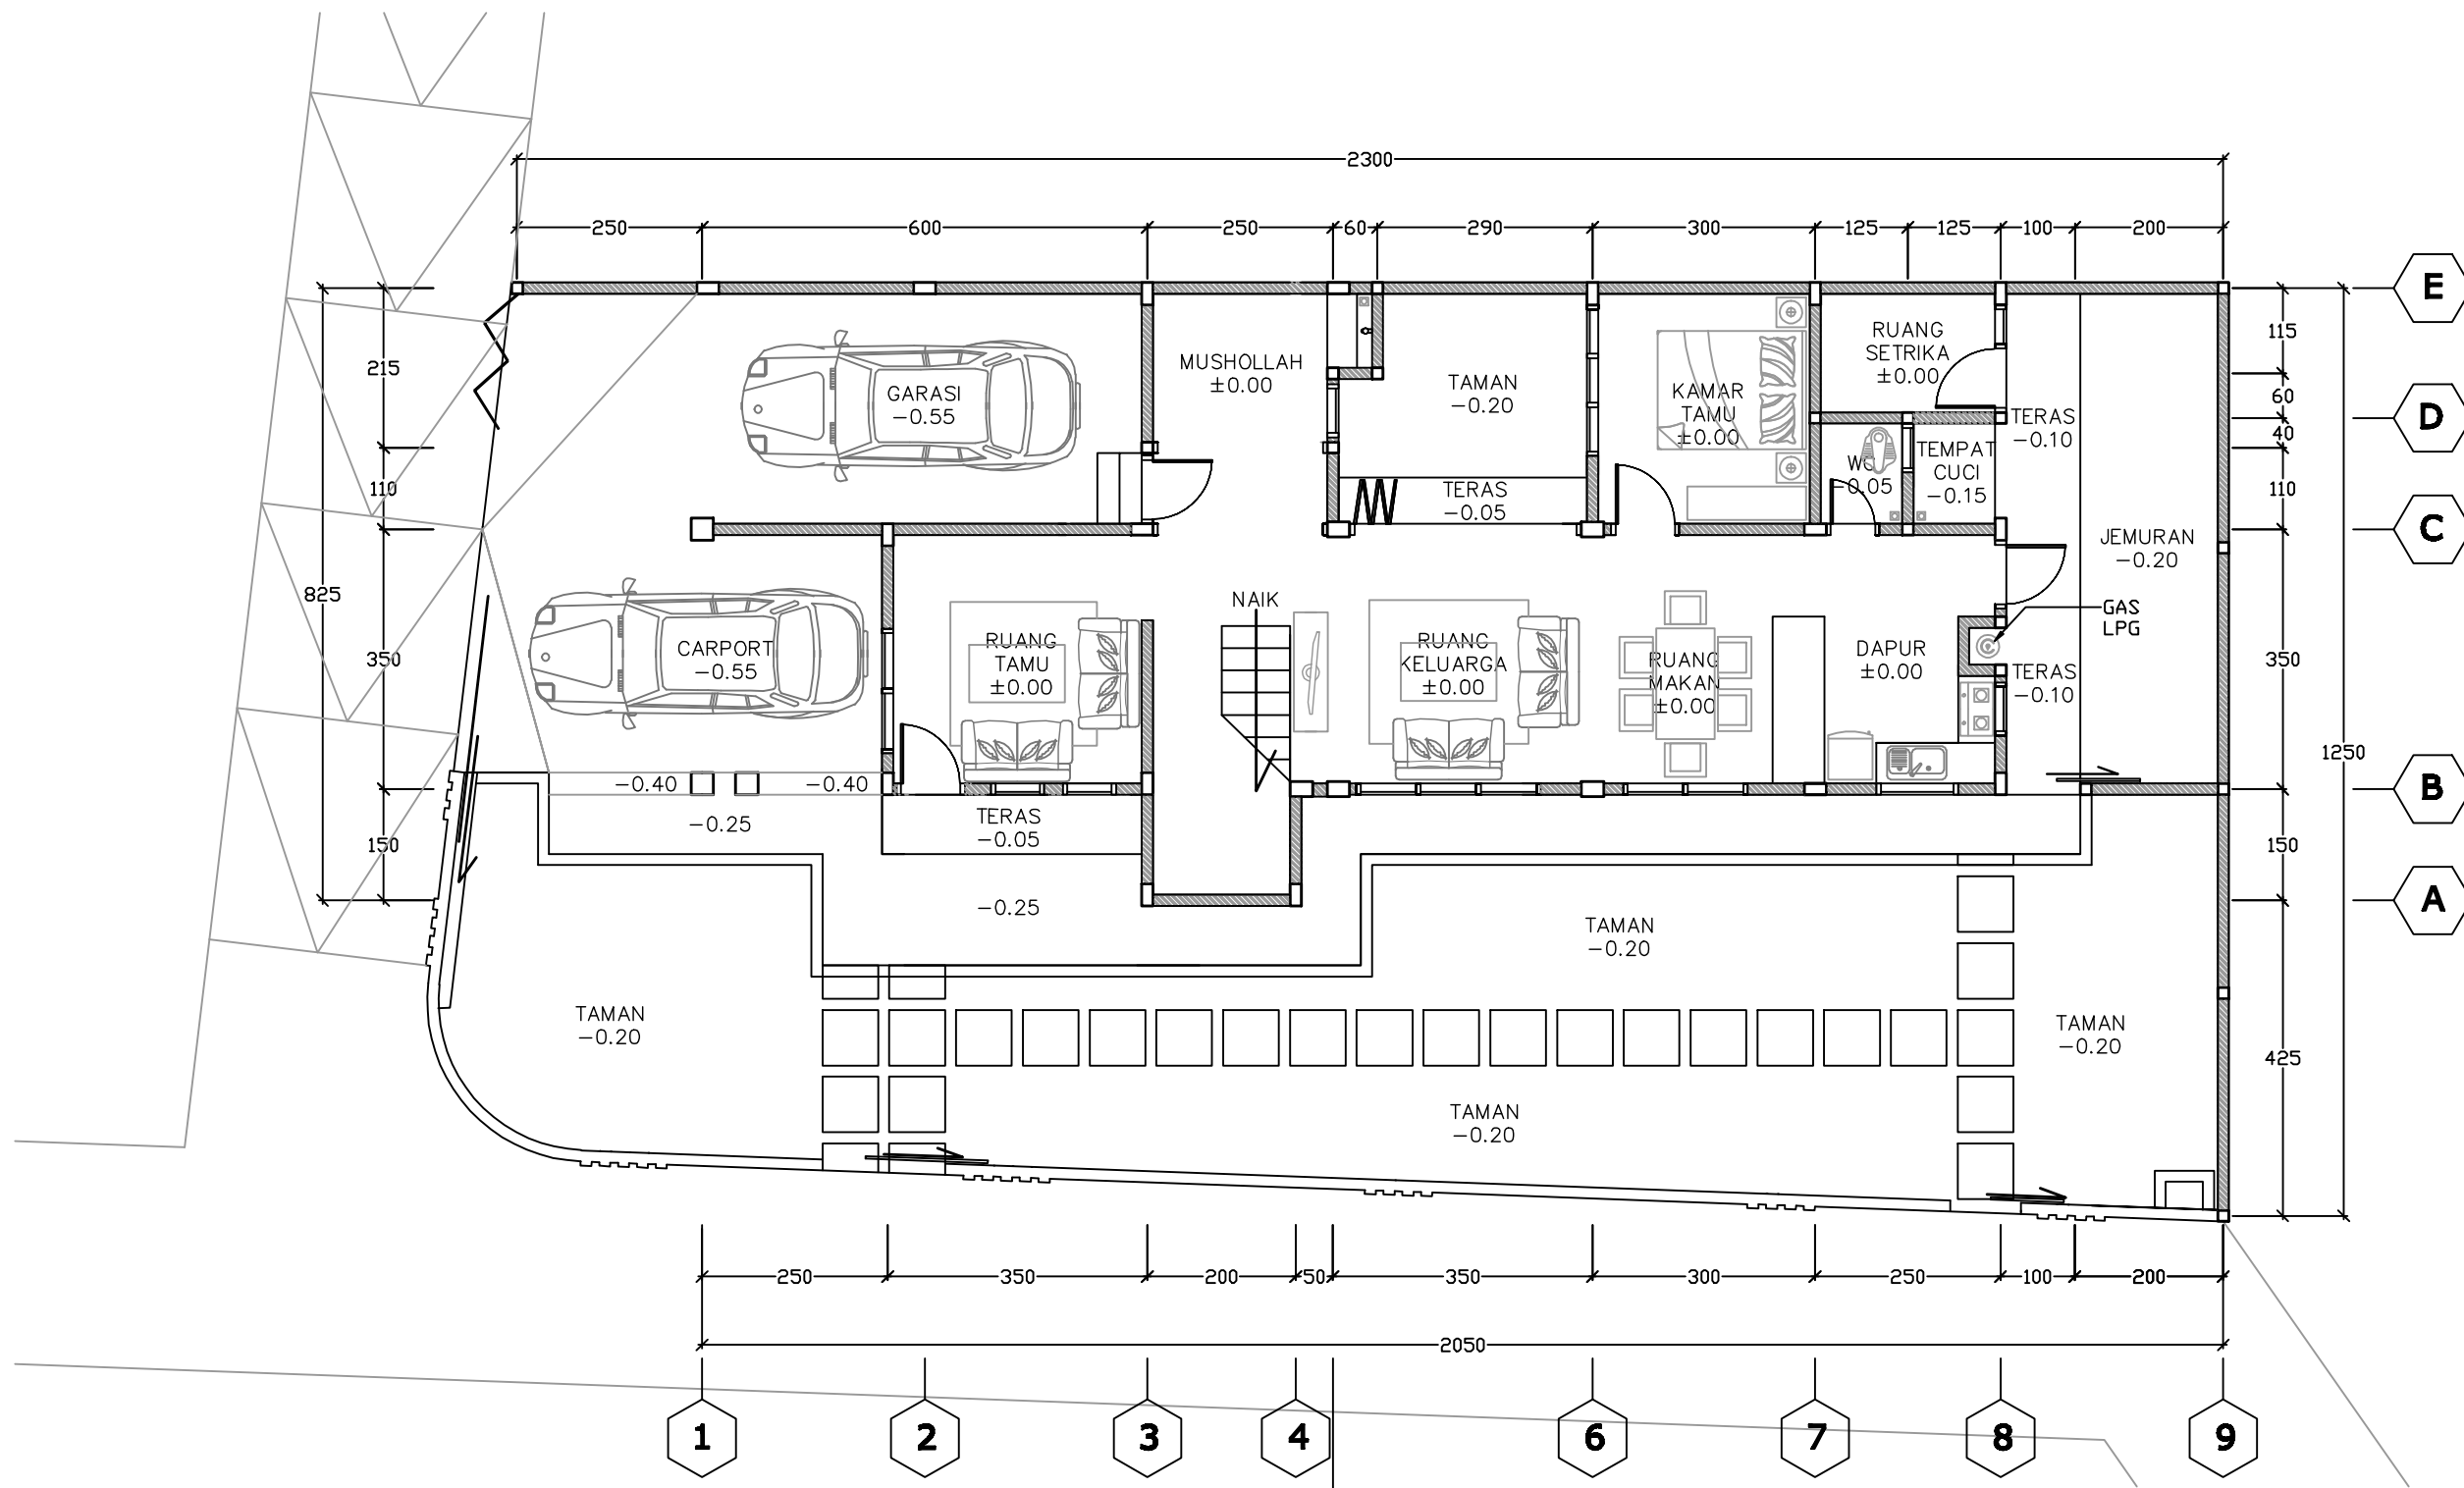 2300
250
600
250
60
290
300
125
125
100
200
E
D
C
B
A
115
60
40
110
350
150
425
1250
825
215
110
350
150
GARASI
−0.55
MUSHOLLAH
±0.00
TAMAN
−0.20
TERAS
−0.05
KAMAR
TAMU
±0.00
RUANG
SETRIKA
±0.00
WC
−0.05
TEMPAT
CUCI
−0.15
TERAS
−0.10
JEMURAN
−0.20
GAS
LPG
CARPORT
−0.55
RUANG
TAMU
±0.00
NAIK
RUANG
KELUARGA
±0.00
RUANG
MAKAN
±0.00
DAPUR
±0.00
TERAS
−0.10
−0.40
−0.40
−0.25
TERAS
−0.05
−0.25
TAMAN
−0.20
TAMAN
−0.20
TAMAN
−0.20
TAMAN
−0.20
250
350
200
50
350
300
250
100
200
2050
1
2
3
4
6
7
8
9